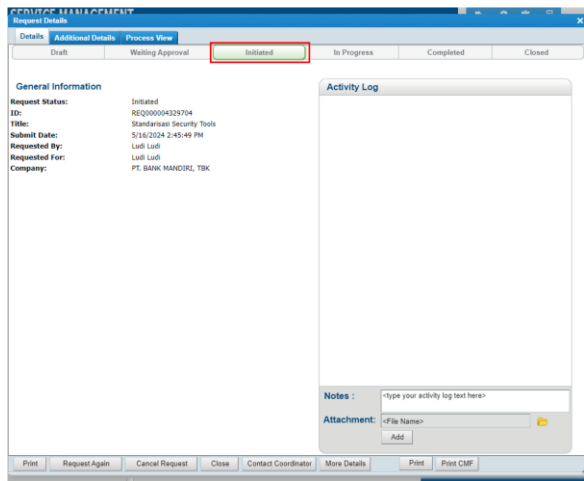 SERVICE MANAGEMENT
Request Details
Details Additional Details Process View
Draft Waiting Approval Initiated In Progress Completed Closed
General Information
Request Status: Initiated
ID: REQ000004329704
Title: Standarisasi Security Tools
Submit Date: 5/16/2024 2:45:49 PM
Requested By: Ludi Ludi
Requested For: Ludi Ludi
Company: PT. BANK MANDIRI, TBK
Activity Log
Notes : <type your activity log text here>
Attachment: <File Name>
Add
Print Request Again Cancel Request Close Contact Coordinator More Details Print Print CMF